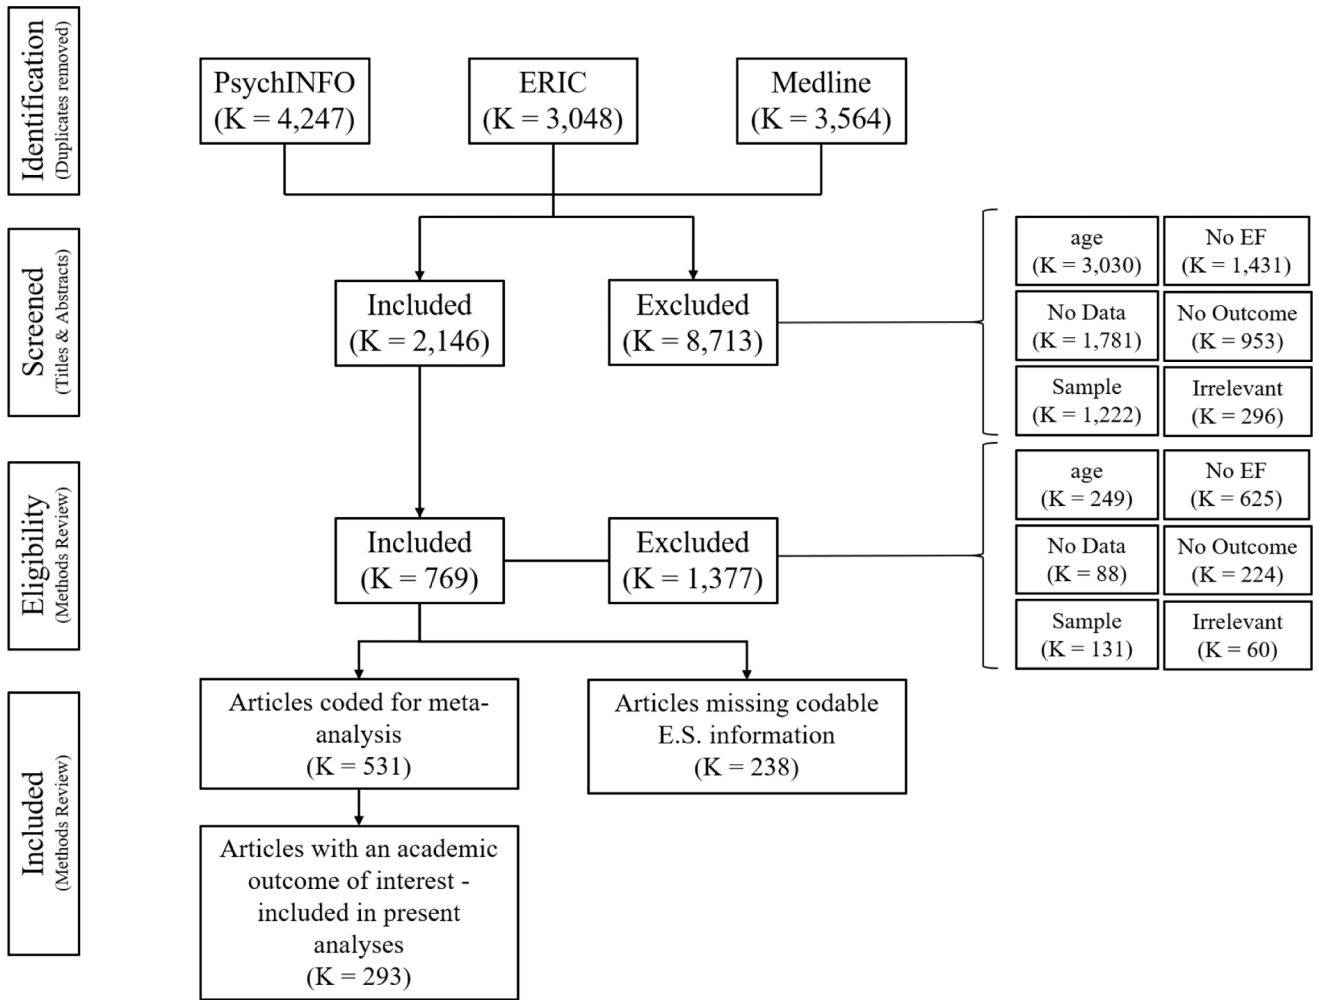 Identification
(Duplicates removed)
PsychINFO
(K = 4,247)
ERIC
(K = 3,048)
Medline
(K = 3,564)
Screened
(Titles & Abstracts)
Included
(K = 2,146)
Excluded
(K = 8,713)
age
(K = 3,030)
No EF
(K = 1,431)
No Data
(K = 1,781)
No Outcome
(K = 953)
Sample
(K = 1,222)
Irrelevant
(K = 296)
Eligibility
(Methods Review)
Included
(K = 769)
Excluded
(K = 1,377)
age
(K = 249)
No EF
(K = 625)
No Data
(K = 88)
No Outcome
(K = 224)
Sample
(K = 131)
Irrelevant
(K = 60)
Included
(Methods Review)
Articles coded for meta-
analysis
(K = 531)
Articles missing codable
E.S. information
(K = 238)
Articles with an academic
outcome of interest -
included in present
analyses
(K = 293)